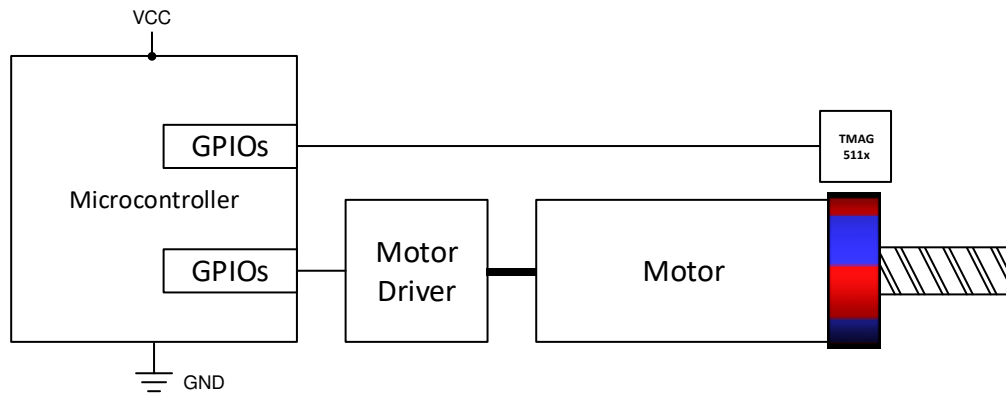 VCC
GPIOs
TMAG
511x
Microcontroller
GPIOs
Motor
Driver
Motor
GND